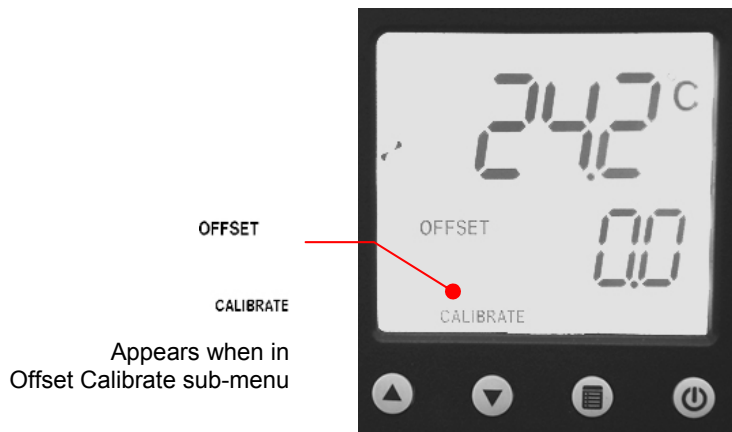 24.2 C
OFFSET
OFFSET
0.0
CALIBRATE
CALIBRATE
Appears when in
Offset Calibrate sub-menu